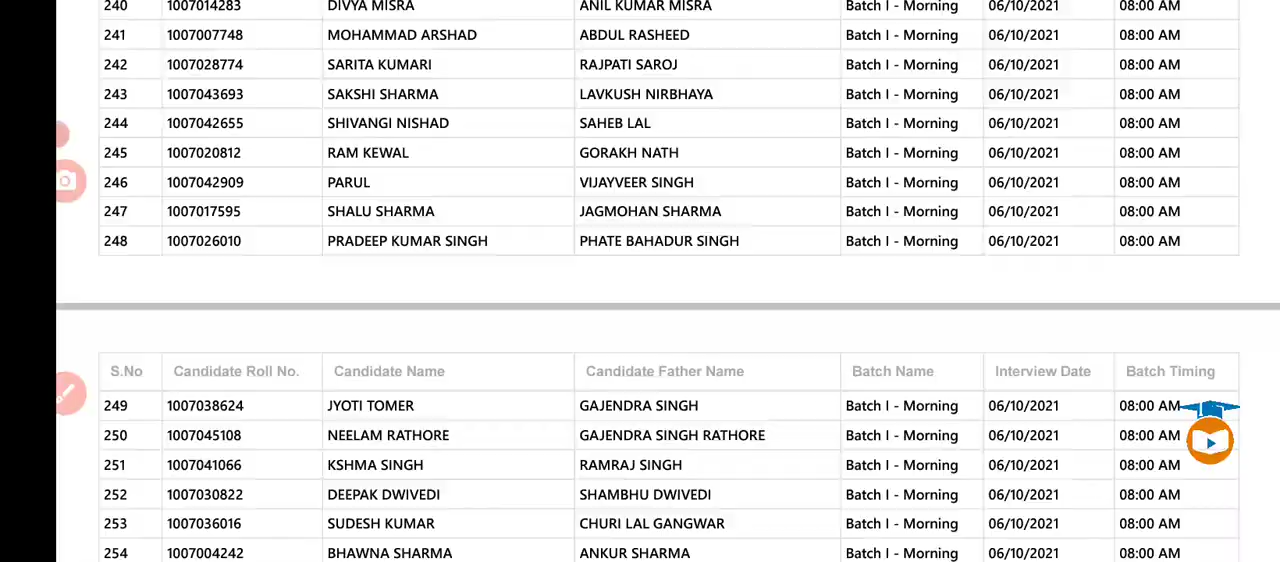 240 1007014283 DIVYA MISRA ANIL KUMAR MISRA Batch I - Morning 06/10/2021 08:00 AM
241 1007007748 MOHAMMAD ARSHAD ABDUL RASHEED Batch I - Morning 06/10/2021 08:00 AM
242 1007028774 SARITA KUMARI RAJPATI SAROJ Batch I - Morning 06/10/2021 08:00 AM
243 1007043693 SAKSHI SHARMA LAVKUSH NIRBHAYA Batch I - Morning 06/10/2021 08:00 AM
244 1007042655 SHIVANGI NISHAD SAHEB LAL Batch I - Morning 06/10/2021 08:00 AM
245 1007020812 RAM KEWAL GORAKH NATH Batch I - Morning 06/10/2021 08:00 AM
246 1007042909 PARUL VIJAYVEER SINGH Batch I - Morning 06/10/2021 08:00 AM
247 1007017595 SHALU SHARMA JAGMOHAN SHARMA Batch I - Morning 06/10/2021 08:00 AM
248 1007026010 PRADEEP KUMAR SINGH PHATE BAHADUR SINGH Batch I - Morning 06/10/2021 08:00 AM
S.No Candidate Roll No. Candidate Name Candidate Father Name Batch Name Interview Date Batch Timing
249 1007038624 JYOTI TOMER GAJENDRA SINGH Batch I - Morning 06/10/2021 08:00 AM
250 1007045108 NEELAM RATHORE GAJENDRA SINGH RATHORE Batch I - Morning 06/10/2021 08:00 AM
251 1007041066 KSHMA SINGH RAMRAJ SINGH Batch I - Morning 06/10/2021 08:00 AM
252 1007030822 DEEPAK DWIVEDI SHAMBHU DWIVEDI Batch I - Morning 06/10/2021 08:00 AM
253 1007036016 SUDESH KUMAR CHURI LAL GANGWAR Batch I - Morning 06/10/2021 08:00 AM
254 1007004242 BHAWNA SHARMA ANKUR SHARMA Batch I - Morning 06/10/2021 08:00 AM